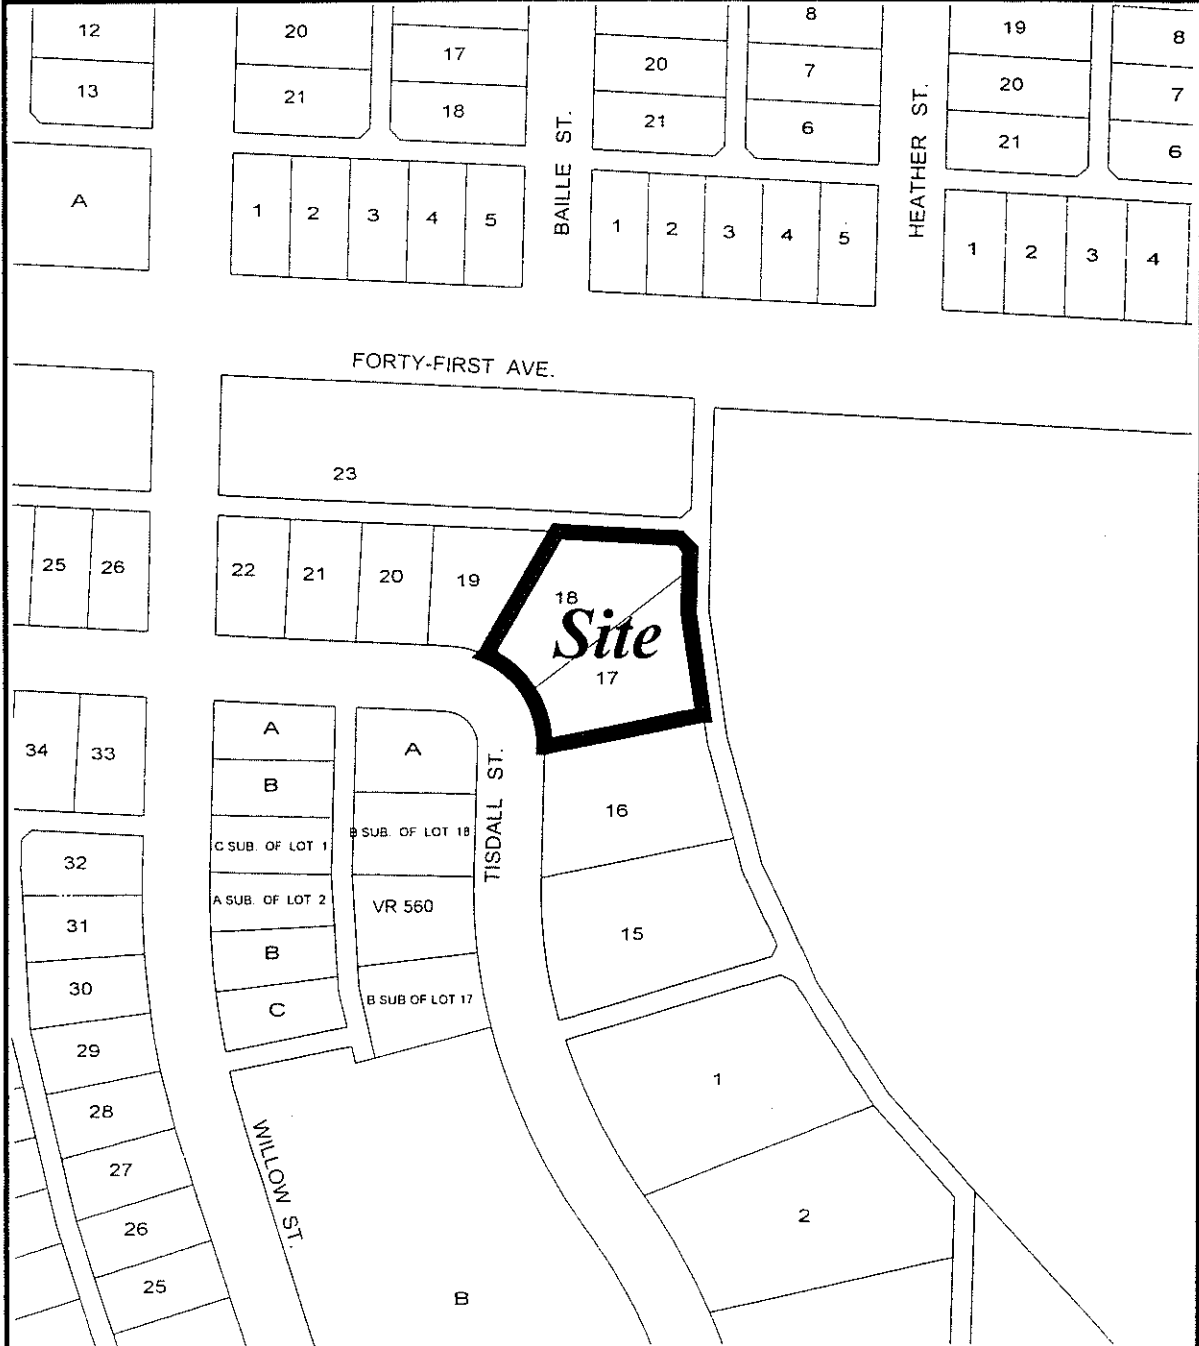 12
20
17
8
19
8
13
21
18
20
7
20
7
21
6
21
6
BAILLE ST.
HEATHER ST.
A
1 2 3 4 5
1 2 3 4 5
1 2 3 4
FORTY-FIRST AVE.
23
25 26
22 21 20 19
18
Site
17
34 33
A
A
B
16
TISDALL ST.
C SUB. OF LOT 1
B SUB. OF LOT 18
32
A SUB. OF LOT 2
VR 560
31
15
B
30
C
B SUB OF LOT 17
29
1
28
WILLOW ST.
27
2
26
25
B